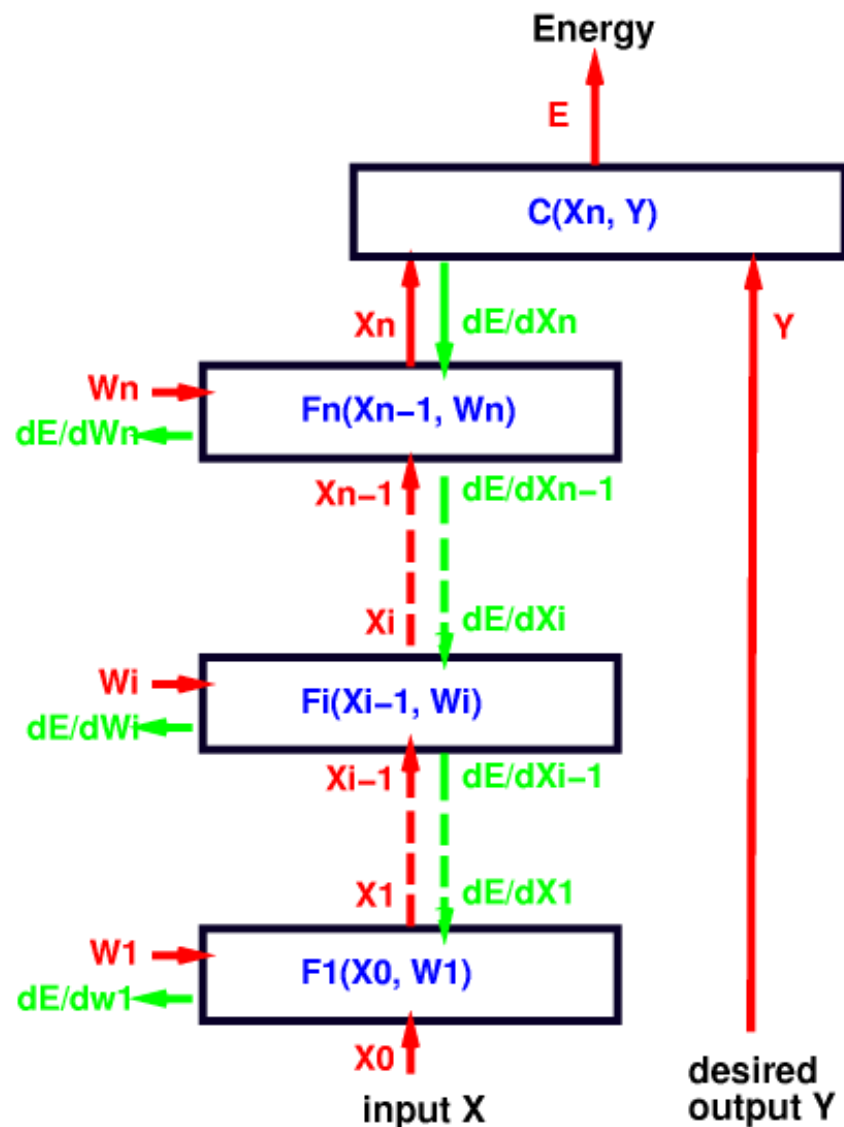 Energy
E
C(Xn, Y)
Xn
dE/dXn
Y
Wn
dE/dWn
Fn(Xn−1, Wn)
Xn−1
dE/dXn−1
Xi
dE/dXi
Wi
dE/dWi
Fi(Xi−1, Wi)
Xi−1
dE/dXi−1
X1
dE/dX1
W1
dE/dw1
F1(X0, W1)
X0
input X
desired
output Y